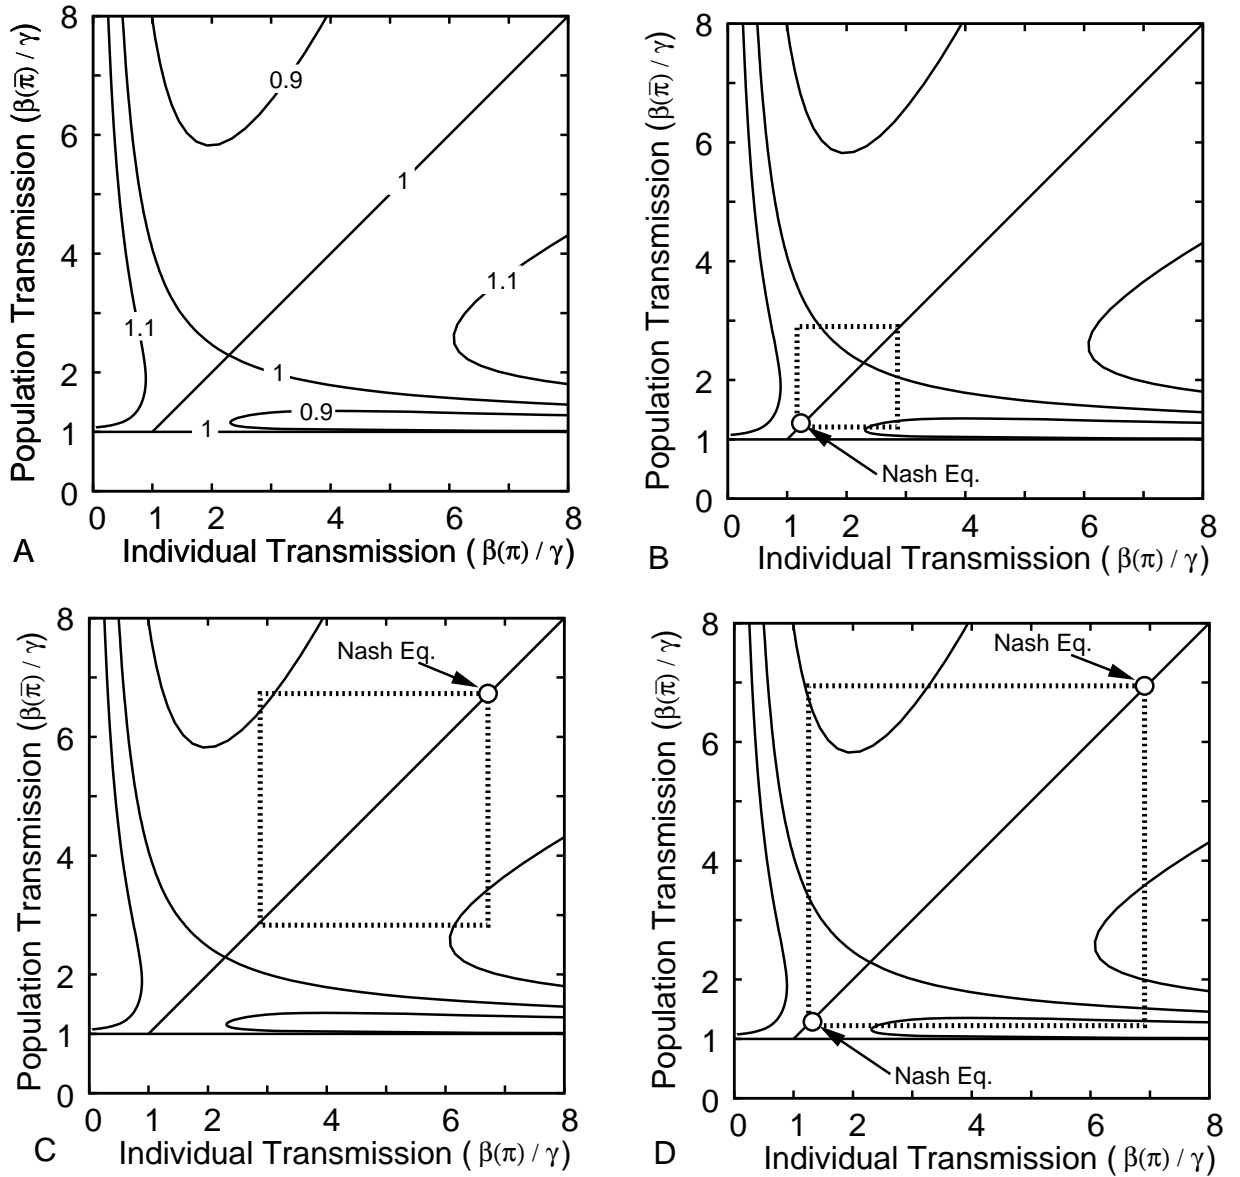 Population Transmission (β(π̅) / γ)
8
6
4
2
1
0
0.9
1
1.1
1.1
1
0.9
1
0 1 2 4 6 8
A Individual Transmission ( β(π) / γ)
Population Transmission (β(π̅) / γ)
8
6
4
2
1
0
Nash Eq.
0 1 2 4 6 8
B Individual Transmission ( β(π) / γ)
Population Transmission (β(π̅) / γ)
8
6
4
2
1
0
Nash Eq.
0 1 2 4 6 8
C Individual Transmission ( β(π) / γ)
Population Transmission (β(π̅) / γ)
8
6
4
2
1
0
Nash Eq.
Nash Eq.
0 1 2 4 6 8
D Individual Transmission ( β(π) / γ)